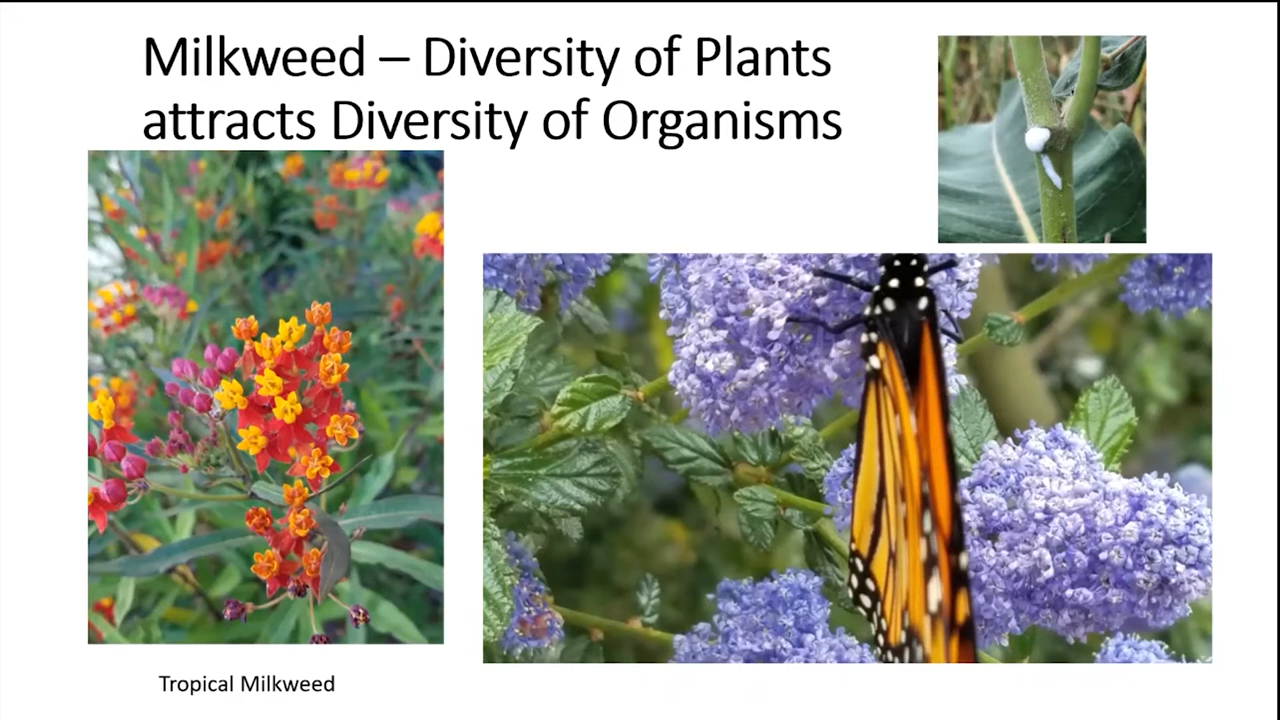 Milkweed – Diversity of Plants
attracts Diversity of Organisms
Tropical Milkweed